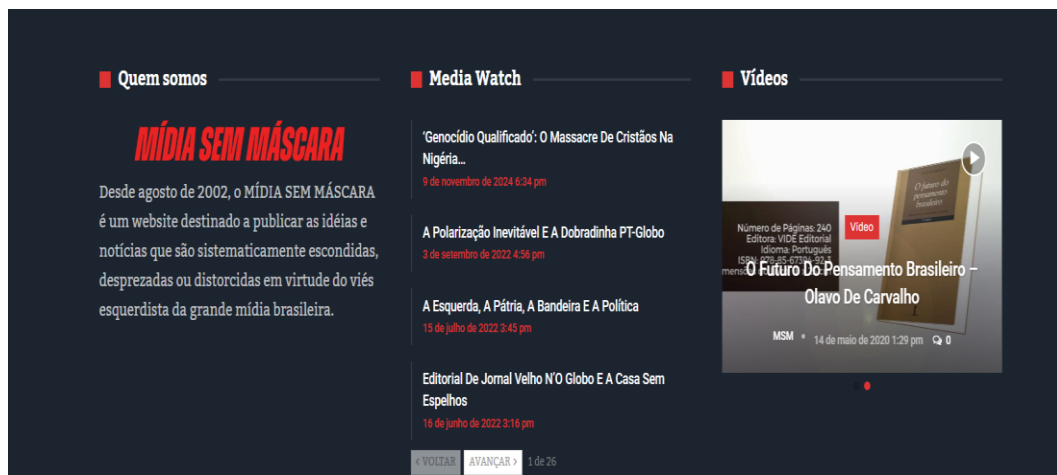 Quem somos
MÍDIA SEM MÁSCARA
Desde agosto de 2002, o MÍDIA SEM MÁSCARA
é um website destinado a publicar as idéias e
notícias que são sistematicamente escondidas,
desprezadas ou distorcidas em virtude do viés
esquerdista da grande mídia brasileira.
Media Watch
‘Genocídio Qualificado’: O Massacre De Cristãos Na
Nigéria...
9 de novembro de 2024 6:34 pm
A Polarização Inevitável E A Dobradinha PT-Globo
3 de setembro de 2022 4:56 pm
A Esquerda, A Pátria, A Bandeira E A Política
15 de julho de 2022 3:45 pm
Editorial De Jornal Velho N’O Globo E A Casa Sem
Espelhos
16 de junho de 2022 3:16 pm
< VOLTAR AVANÇAR > 1 de 26
Vídeos
O futuro do
pensamento
brasileiro
Número de Páginas: 240
Editora: VIDE Editorial
Idioma: Português
ISBN: 978-85-67394-92-3
Vídeo
O Futuro Do Pensamento Brasileiro –
Olavo De Carvalho
MSM • 14 de maio de 2020 1:29 pm 0